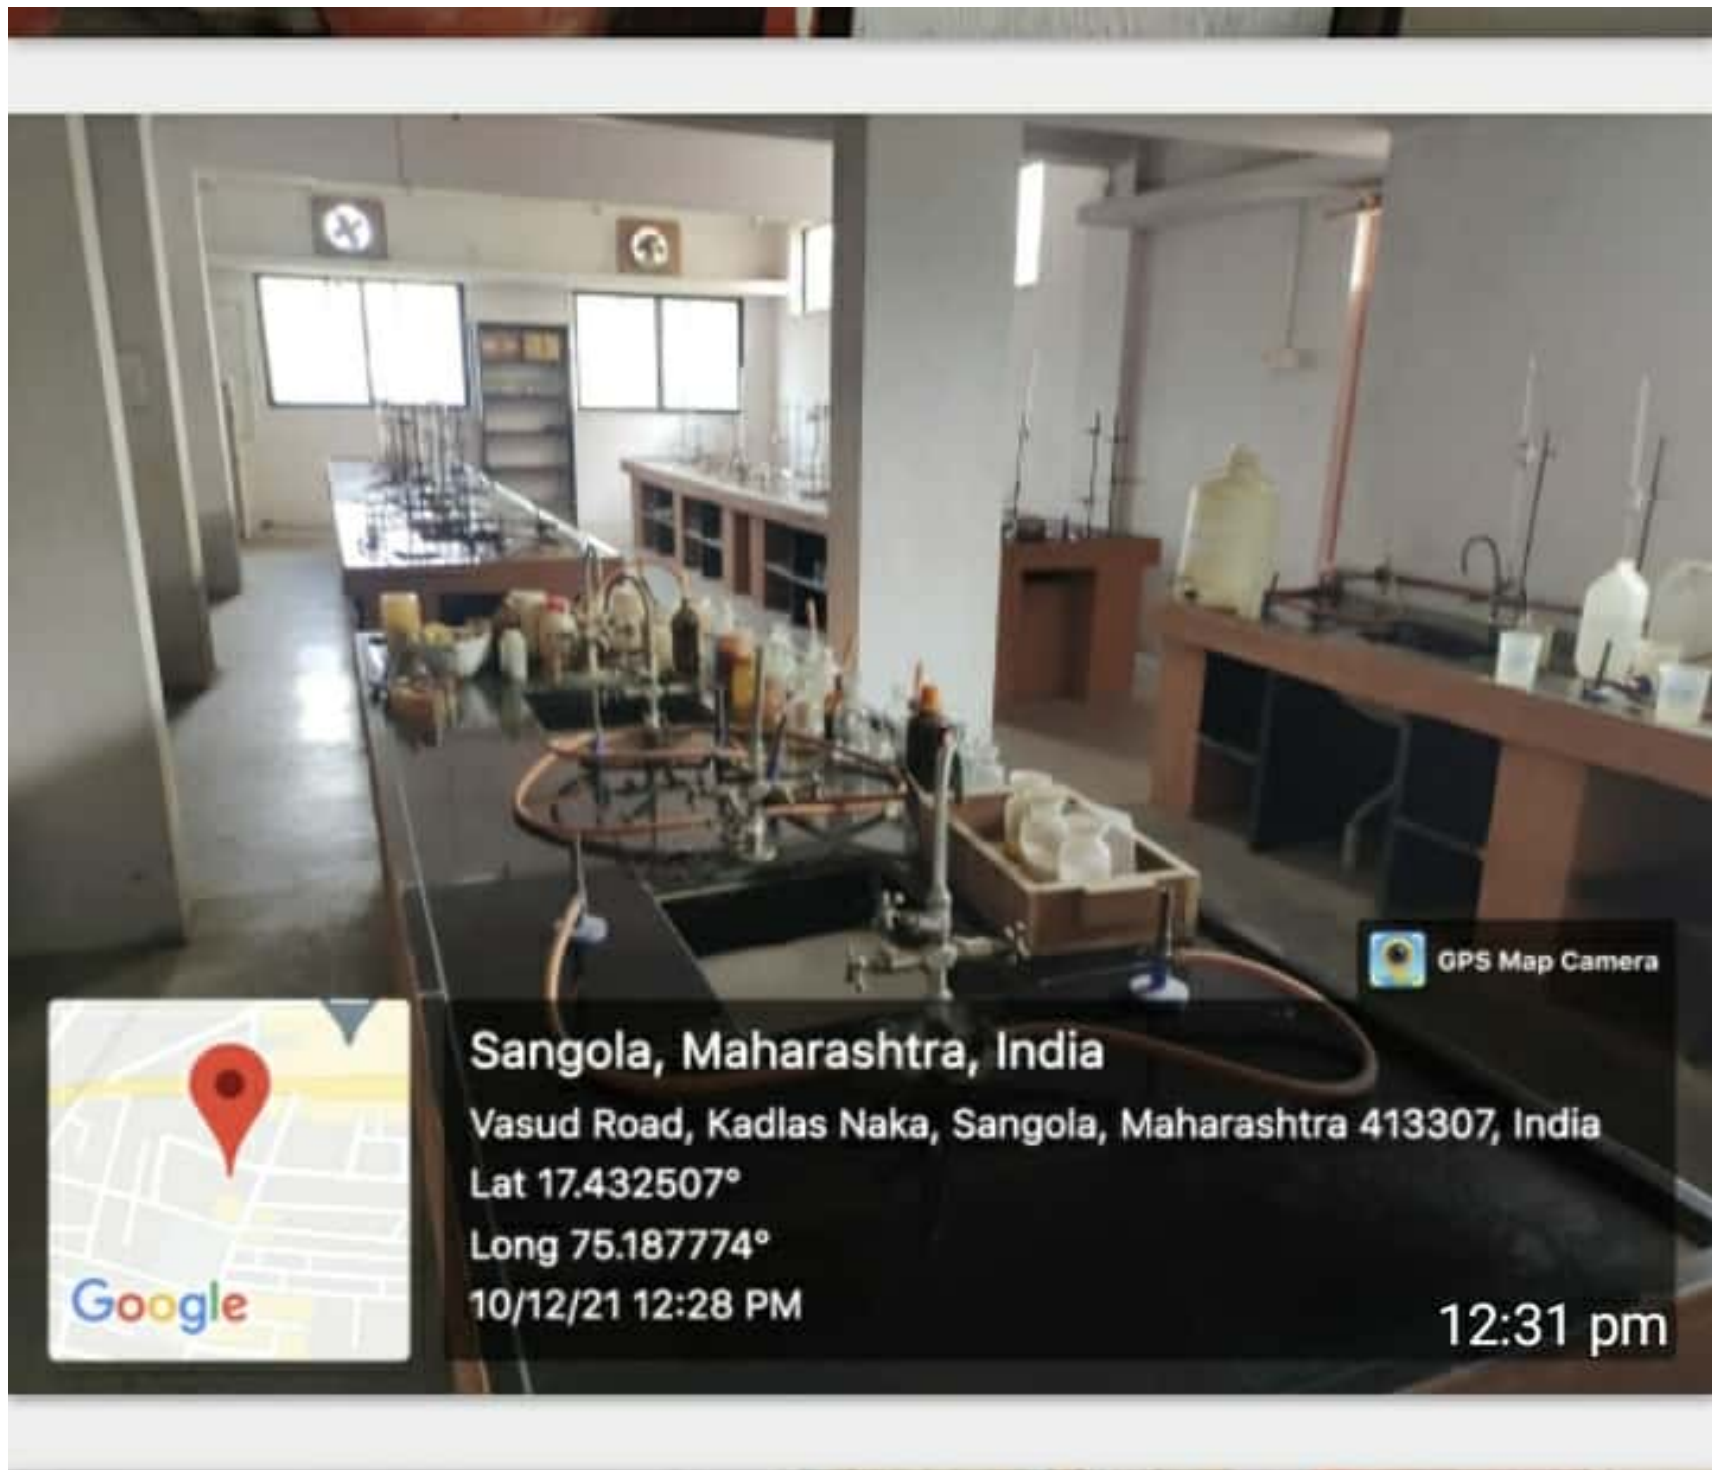 GPS Map Camera
Sangola, Maharashtra, India
Vasud Road, Kadlas Naka, Sangola, Maharashtra 413307, India
Lat 17.432507°
Long 75.187774°
10/12/21 12:28 PM
Google
12:31 pm